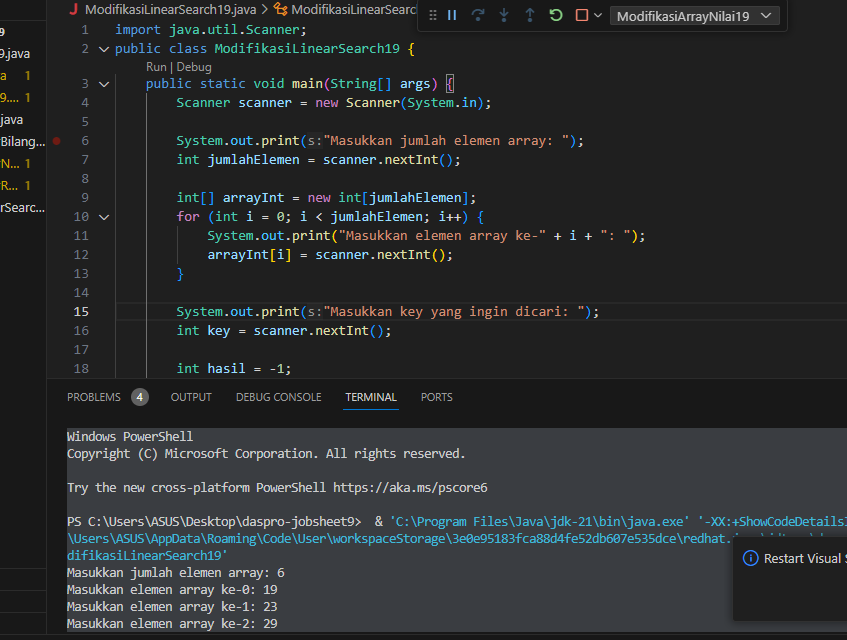 ModifikasiLinearSearch19.java > ModifikasiLinearSearc
ModifikasiArrayNilai19
9
9.java
a 1
9.... 1
java
rBilang...
rN... 1
rR... 1
rSearc...
1 import java.util.Scanner;
2 public class ModifikasiLinearSearch19 {
Run | Debug
3 public static void main(String[] args) {
4 Scanner scanner = new Scanner(System.in);
5
6 System.out.print(s:"Masukkan jumlah elemen array: ");
7 int jumlahElemen = scanner.nextInt();
8
9 int[] arrayInt = new int[jumlahElemen];
10 for (int i = 0; i < jumlahElemen; i++) {
11 System.out.print("Masukkan elemen array ke-" + i + ": ");
12 arrayInt[i] = scanner.nextInt();
13 }
14
15 System.out.print(s:"Masukkan key yang ingin dicari: ");
16 int key = scanner.nextInt();
17
18 int hasil = -1;
PROBLEMS 4 OUTPUT DEBUG CONSOLE TERMINAL PORTS
Windows PowerShell
Copyright (C) Microsoft Corporation. All rights reserved.
Try the new cross-platform PowerShell https://aka.ms/pscore6
PS C:\Users\ASUS\Desktop\daspro-jobsheet9> & 'C:\Program Files\Java\jdk-21\bin\java.exe' '-XX:+ShowCodeDetailsI
\Users\ASUS\AppData\Roaming\Code\User\workspaceStorage\3e0e95183fca88d4fe52db607e535dce\redhat.
difikasiLinearSearch19'
Masukkan jumlah elemen array: 6
Masukkan elemen array ke-0: 19
Masukkan elemen array ke-1: 23
Masukkan elemen array ke-2: 29
Restart Visual S